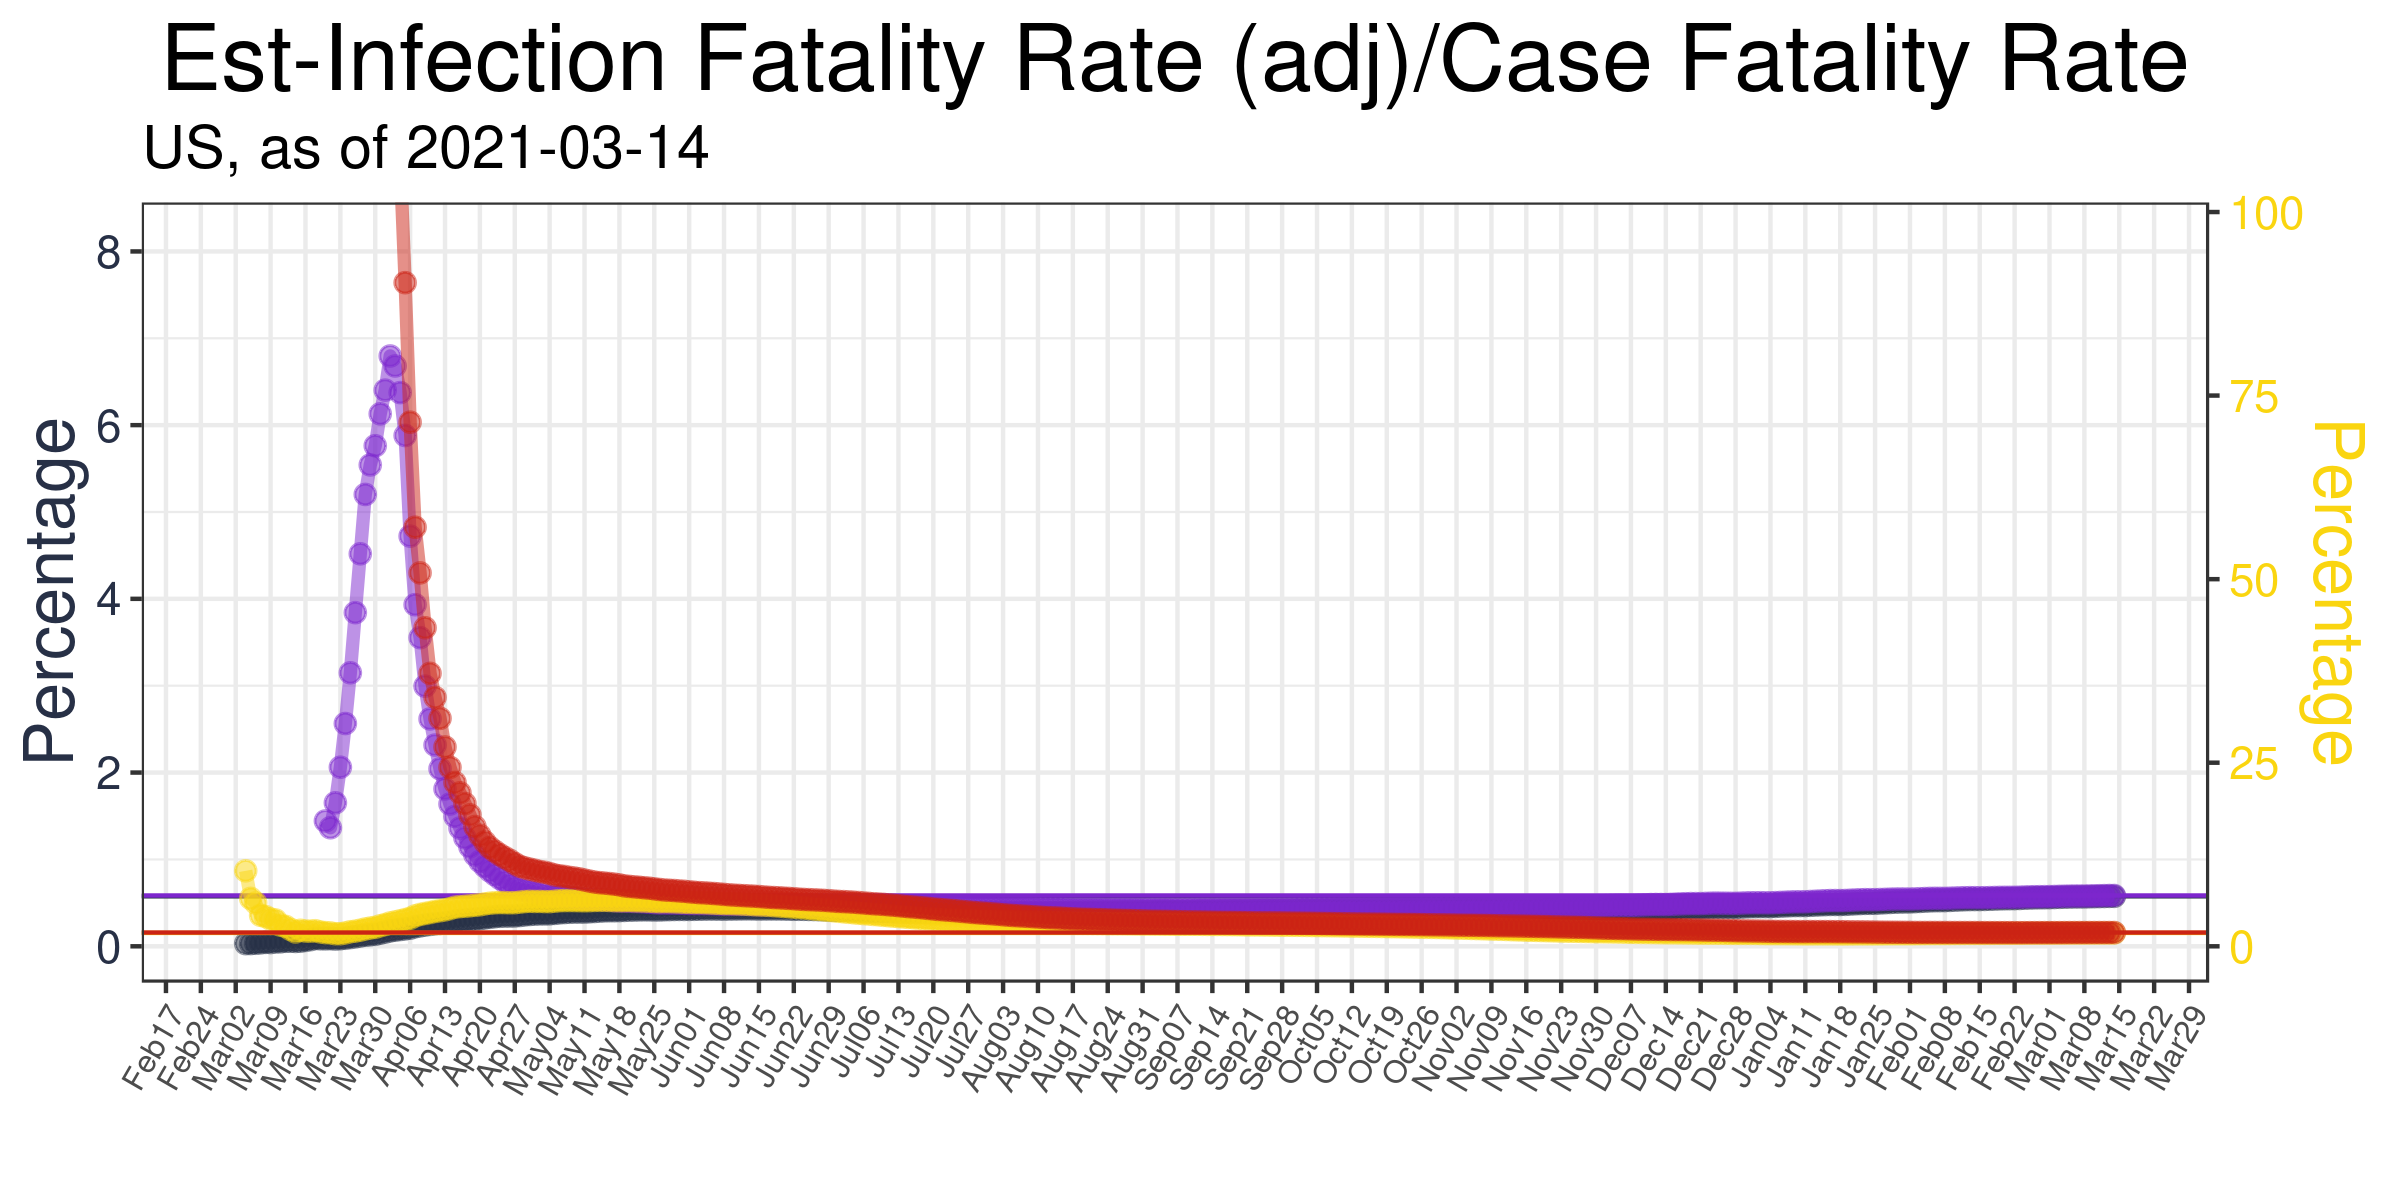 Est-Infection Fatality Rate (adj)/Case Fatality Rate
US, as of 2021-03-14
Percentage
8
6
4
2
0
100
75
50
25
0
Percentage
Feb17
Feb24
Mar02
Mar09
Mar16
Mar23
Mar30
Apr06
Apr13
Apr20
Apr27
May04
May11
May18
May25
Jun01
Jun08
Jun15
Jun22
Jun29
Jul06
Jul13
Jul20
Jul27
Aug03
Aug10
Aug17
Aug24
Aug31
Sep07
Sep14
Sep21
Sep28
Oct05
Oct12
Oct19
Oct26
Nov02
Nov09
Nov16
Nov23
Nov30
Dec07
Dec14
Dec21
Dec28
Jan04
Jan11
Jan18
Jan25
Feb01
Feb08
Feb15
Feb22
Mar01
Mar08
Mar15
Mar22
Mar29